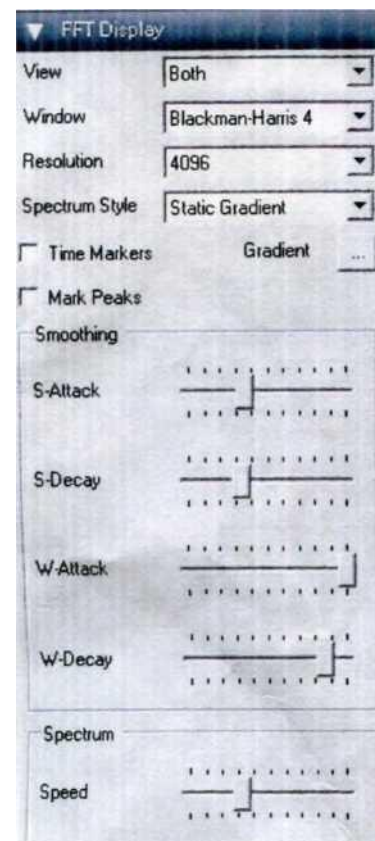 FFT Display
View Both
Window Blackman-Harris 4
Resolution 4096
Spectrum Style Static Gradient
Time Markers Gradient ...
Mark Peaks
Smoothing
S-Attack
S-Decay
W-Attack
W-Decay
Spectrum
Speed